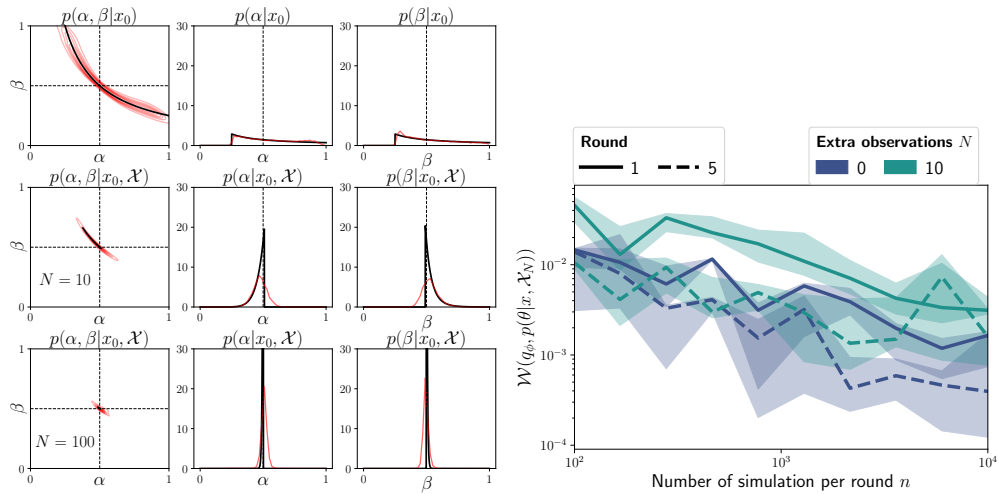 p(α, β|x₀)
p(α|x₀)
p(β|x₀)
1
β
0
0
α
1
30
20
10
0
0
α
1
30
20
10
0
0
β
1
p(α, β|x₀, 𝒳)
p(α|x₀, 𝒳)
p(β|x₀, 𝒳)
1
β
N = 10
0
0
α
1
30
20
10
0
0
α
1
30
20
10
0
0
β
1
p(α, β|x₀, 𝒳)
p(α|x₀, 𝒳)
p(β|x₀, 𝒳)
1
β
N = 100
0
0
α
1
30
20
10
0
0
α
1
30
20
10
0
0
β
1
Round
1 5
Extra observations N
0 10
𝒲(q_ϕ, p(θ|x, 𝒳_N))
10⁻²
10⁻³
10⁻⁴
10² 10³ 10⁴
Number of simulation per round n